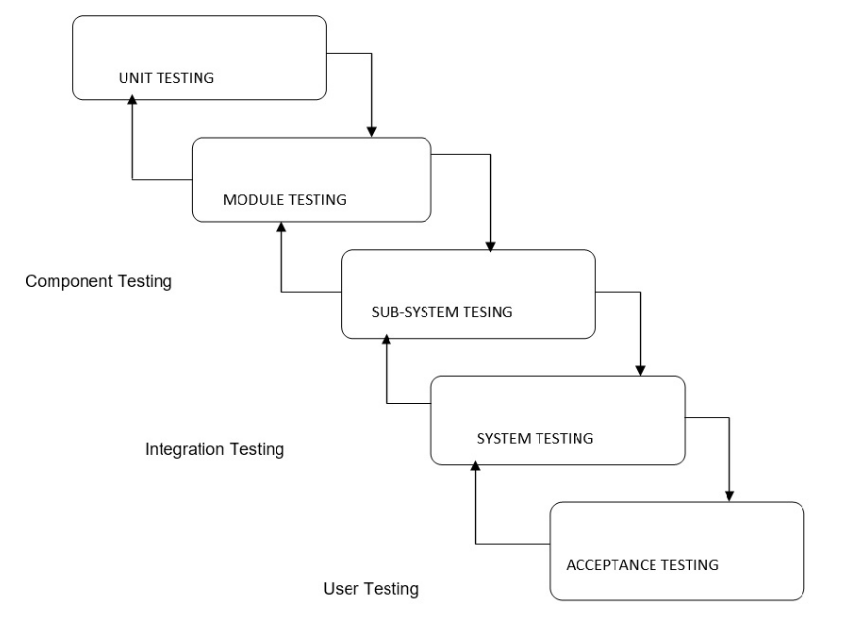 UNIT TESTING
MODULE TESTING
Component Testing
SUB-SYSTEM TESING
SYSTEM TESTING
Integration Testing
ACCEPTANCE TESTING
User Testing